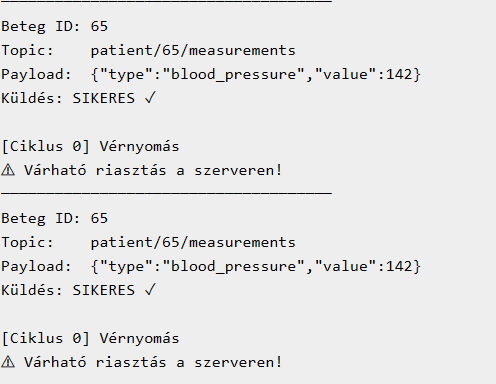 Beteg ID: 65
Topic:    patient/65/measurements
Payload:  {"type":"blood_pressure","value":142}
Küldés: SIKERES ✓
[Ciklus 0] Vérnyomás
⚠ Várható riasztás a szerveren!
Beteg ID: 65
Topic:    patient/65/measurements
Payload:  {"type":"blood_pressure","value":142}
Küldés: SIKERES ✓
[Ciklus 0] Vérnyomás
⚠ Várható riasztás a szerveren!